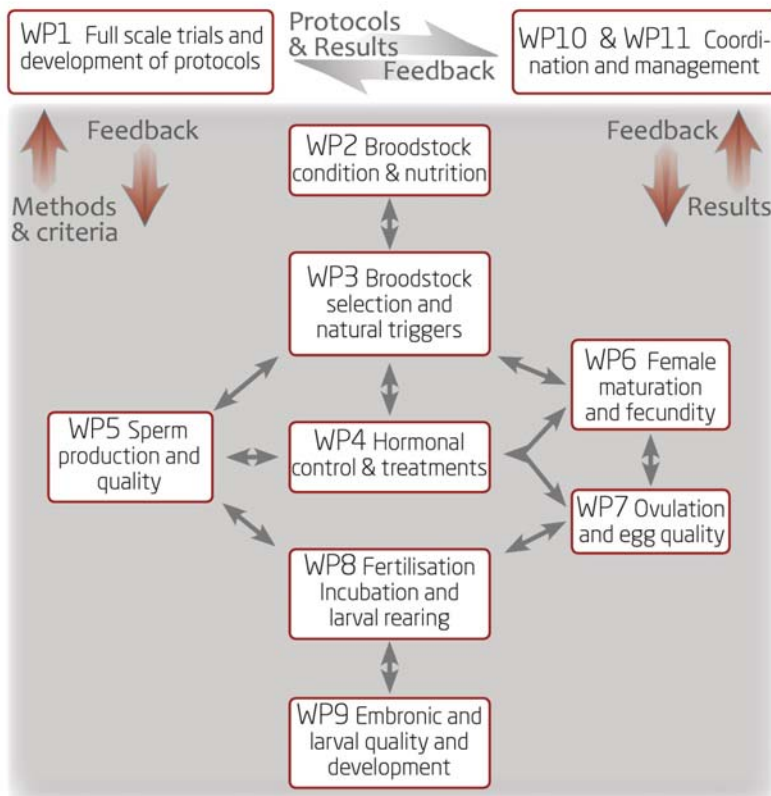 WP1 Full scale trials and
development of protocols
Protocols
& Results
Feedback
WP10 & WP11 Coordi-
nation and management
Feedback
Methods
& criteria
Feedback
Results
WP2 Broodstock
condition & nutrition
WP3 Broodstock
selection and
natural triggers
WP6 Female
maturation
and fecundity
WP5 Sperm
production and
quality
WP4 Hormonal
control & treatments
WP7 Ovulation
and egg quality
WP8 Fertilisation
Incubation and
larval rearing
WP9 Embronic and
larval quality and
development